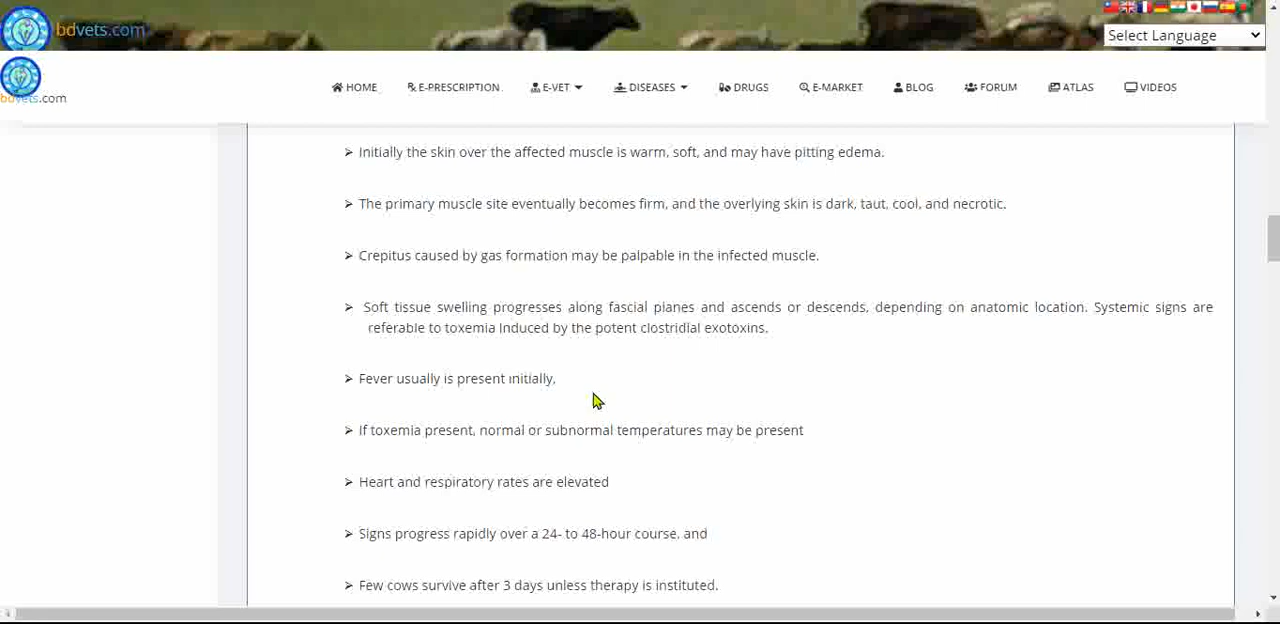 bdvets.com
Select Language
bdvets.com
HOME E-PRESCRIPTION E-VET DISEASES DRUGS E-MARKET BLOG FORUM ATLAS VIDEOS
➢ Initially the skin over the affected muscle is warm, soft, and may have pitting edema.
➢ The primary muscle site eventually becomes firm, and the overlying skin is dark, taut, cool, and necrotic.
➢ Crepitus caused by gas formation may be palpable in the infected muscle.
➢ Soft tissue swelling progresses along fascial planes and ascends or descends, depending on anatomic location. Systemic signs are
referable to toxemia induced by the potent clostridial exotoxins.
➢ Fever usually is present initially,
➢ If toxemia present, normal or subnormal temperatures may be present
➢ Heart and respiratory rates are elevated
➢ Signs progress rapidly over a 24- to 48-hour course, and
➢ Few cows survive after 3 days unless therapy is instituted.